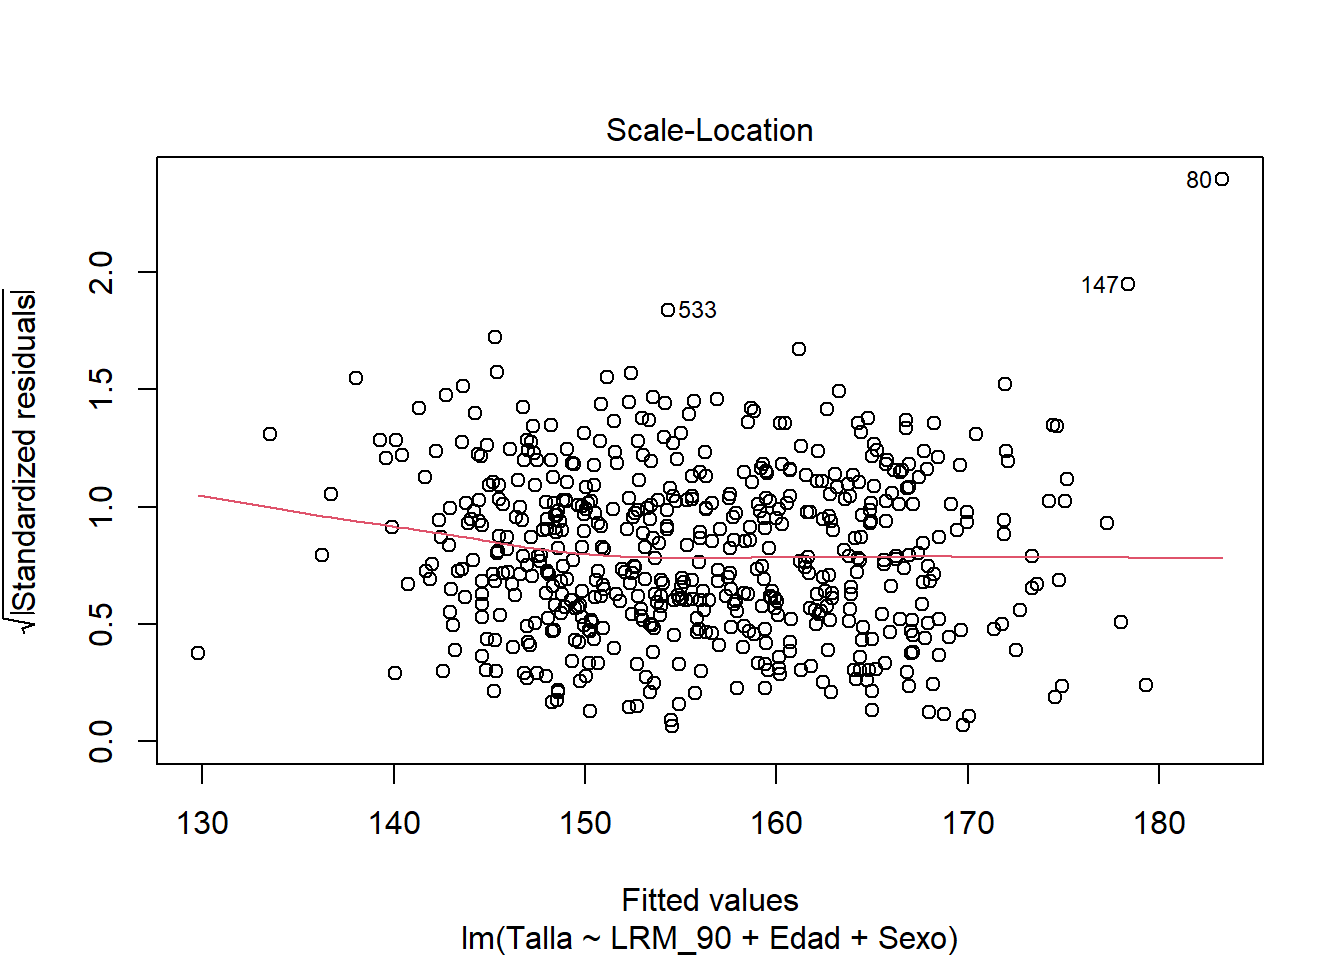 Scale-Location
80
147
533
√|Standardized residuals|
2.0
1.5
1.0
0.5
0.0
130 140 150 160 170 180
Fitted values
lm(Talla ~ LRM_90 + Edad + Sexo)